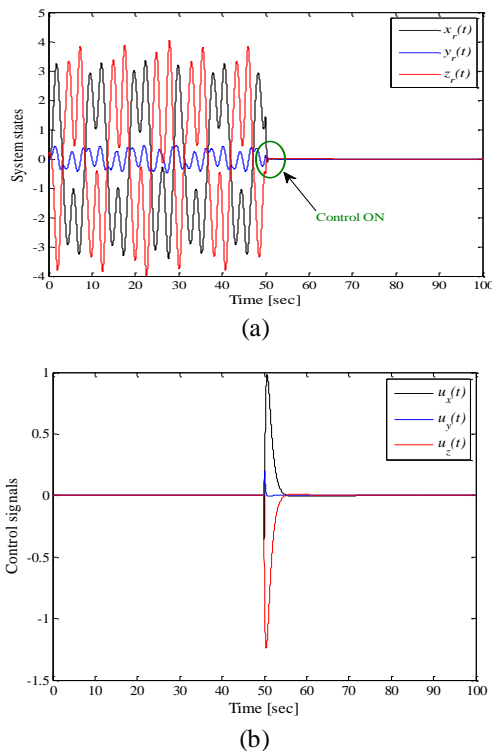 5
4
3
2
1
0
-1
-2
-3
-4
System states
x_r(t)
y_r(t)
z_r(t)
Control ON
0 10 20 30 40 50 60 70 80 90 100
Time [sec]
(a)
1
0.5
0
-0.5
-1
-1.5
Control signals
u_x(t)
u_y(t)
u_z(t)
0 10 20 30 40 50 60 70 80 90 100
Time [sec]
(b)